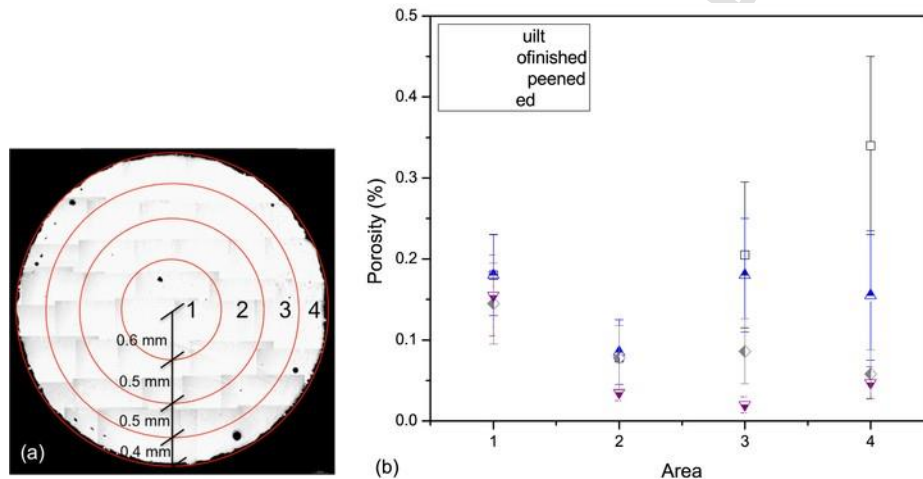 1 2 3 4
0.6 mm
0.5 mm
0.5 mm
0.4 mm
(a)
0.5
0.4
0.3
0.2
0.1
0.0
Porosity (%)
uilt
ofinished
peened
ed
1 2 3 4
Area
(b)